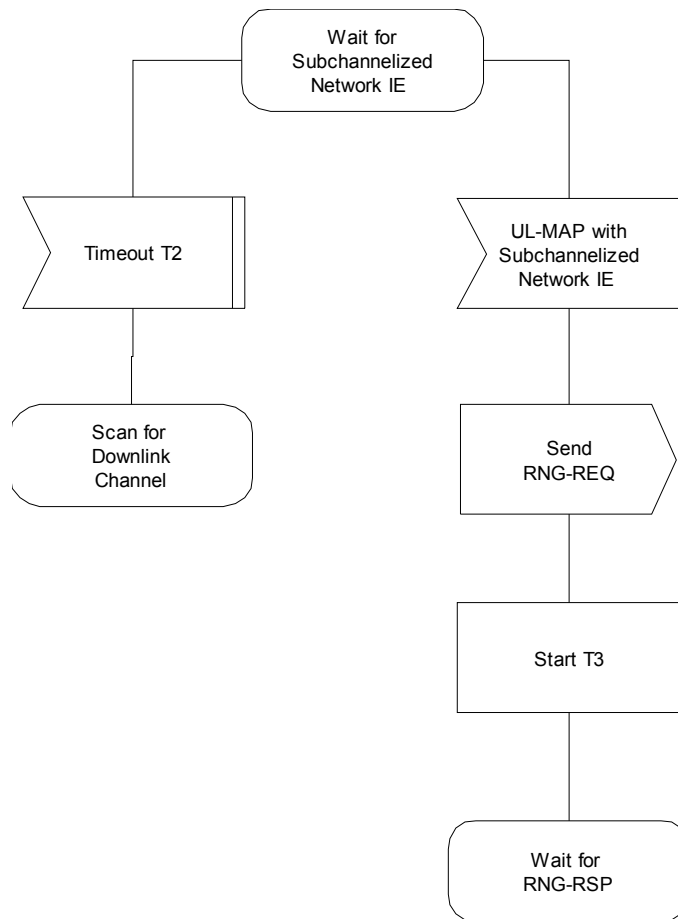 Wait for
Subchannelized
Network IE
Timeout T2
UL-MAP with
Subchannelized
Network IE
Scan for
Downlink
Channel
Send
RNG-REQ
Start T3
Wait for
RNG-RSP